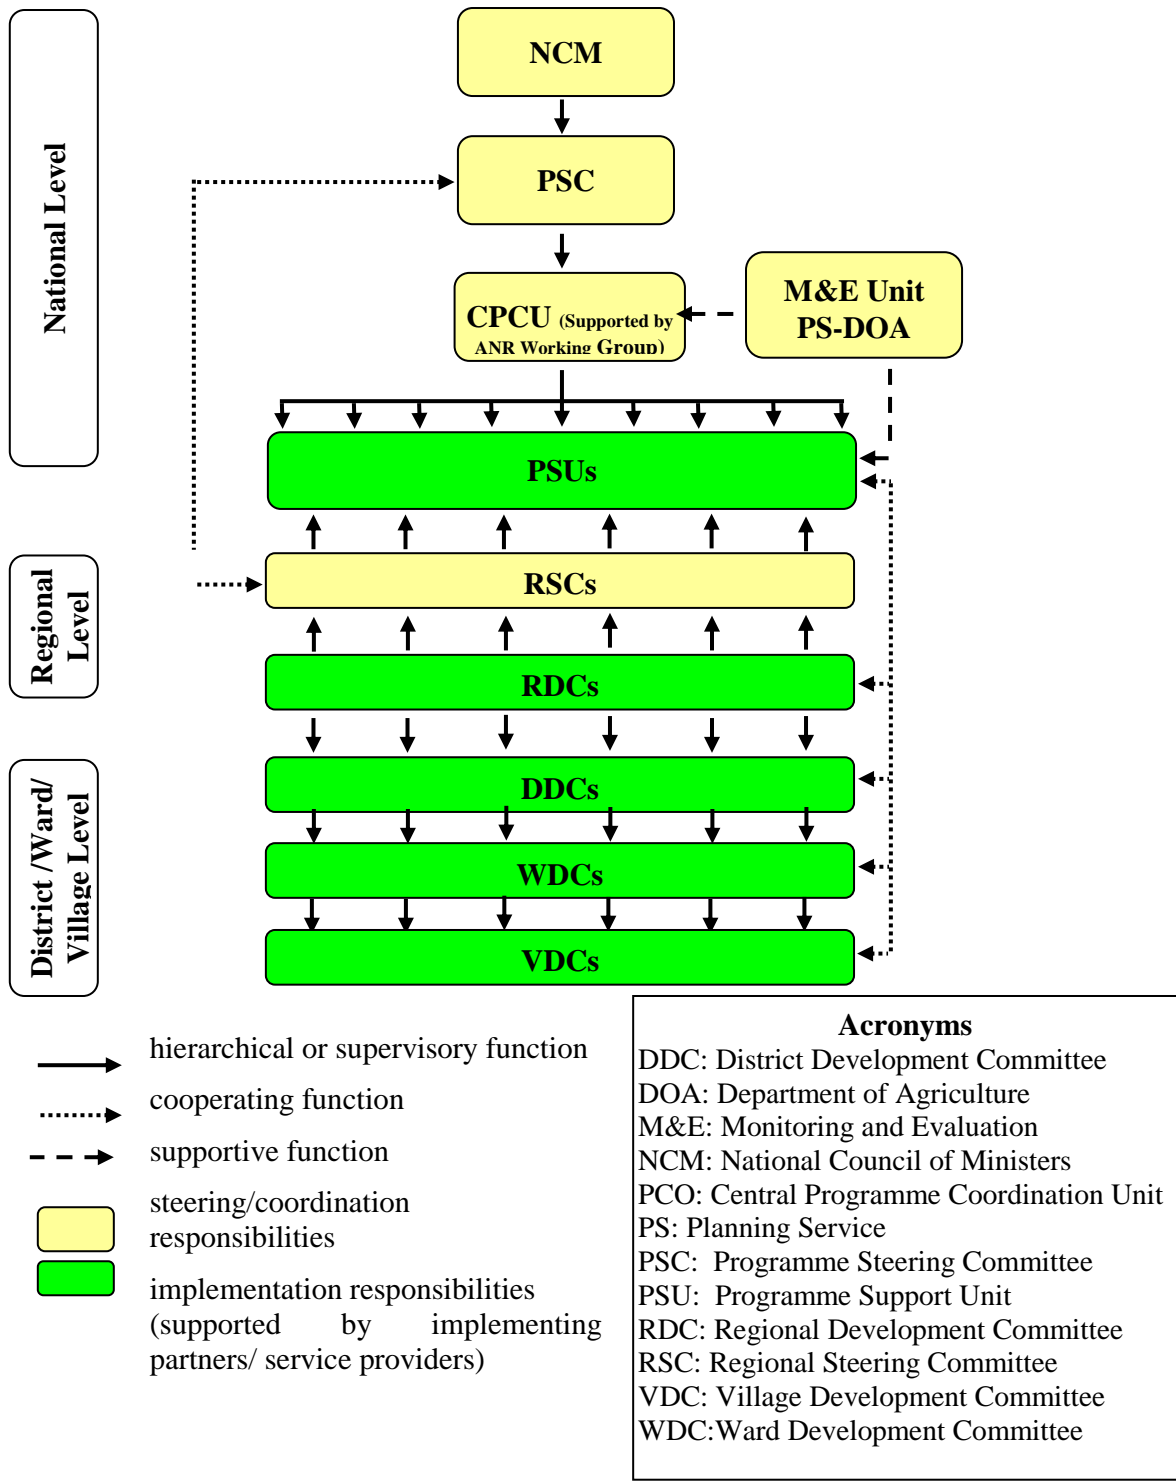 National Level
NCM
PSC
CPCU (Supported by
ANR Working Group)
M&E Unit
PS-DOA
PSUs
Regional
Level
RSCs
RDCs
District /Ward/
Village Level
DDCs
WDCs
VDCs
hierarchical or supervisory function
cooperating function
supportive function
steering/coordination
responsibilities
implementation responsibilities
(supported by implementing
partners/ service providers)
Acronyms
DDC: District Development Committee
DOA: Department of Agriculture
M&E: Monitoring and Evaluation
NCM: National Council of Ministers
PCO: Central Programme Coordination Unit
PS: Planning Service
PSC: Programme Steering Committee
PSU: Programme Support Unit
RDC: Regional Development Committee
RSC: Regional Steering Committee
VDC: Village Development Committee
WDC:Ward Development Committee